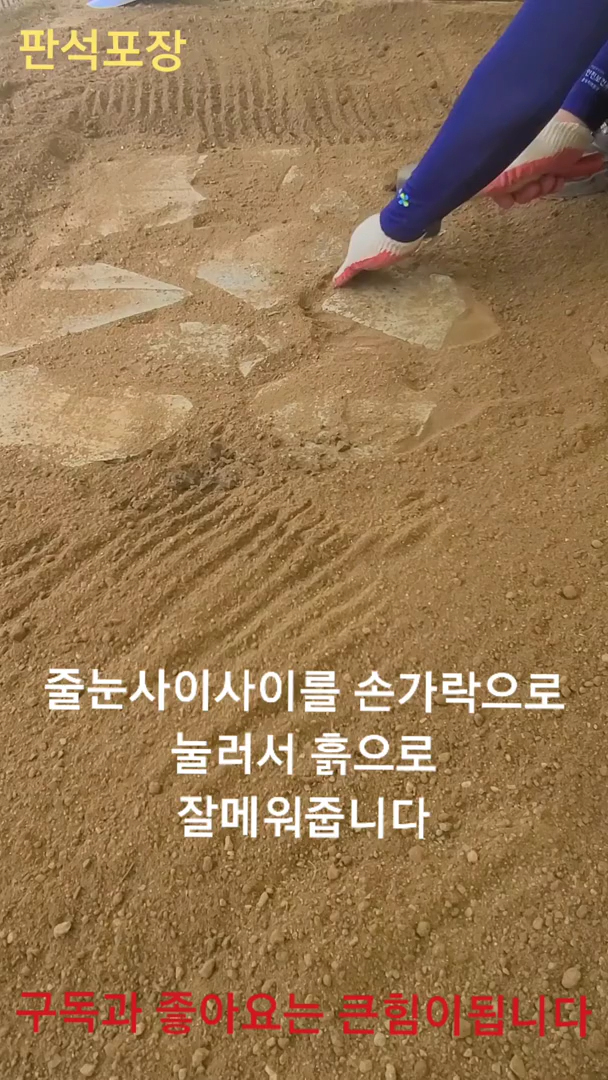 판석포장
줄눈사이사이를 손가락으로
눌러서 흙으로
잘메워줍니다
구독과 좋아요는 큰힘이됩니다